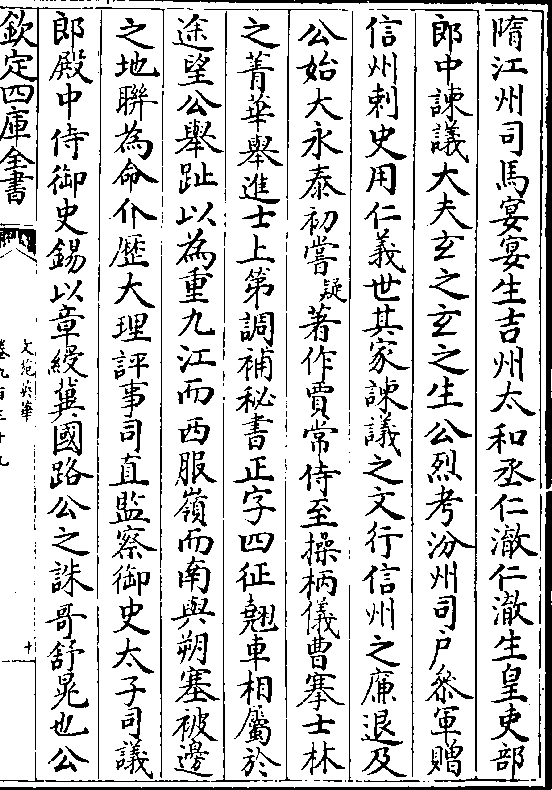 隋江州司馬宴宴生吉州太和丞仁澈仁澈生皇吏部
郎中諫議大夫玄之玄之生公烈考汾州司戶叅軍贈
信州刺史用仁義世其家諫議之文行信州之廉退及
公始大永泰初嘗疑著作賈常侍至操柄儀曹搴士林
之菁華舉進士上第調補秘書正字四征翹車相屬於
途望公舉趾以為重九江而西服嶺而南與朔塞被邊
之地聯為命介歷大理評事司直監察御史太子司議
郎殿中侍御史錫以章綬冀國路公之誅哥舒晃也公
欽定四庫全書
文苑英華
卷九百三十九
十